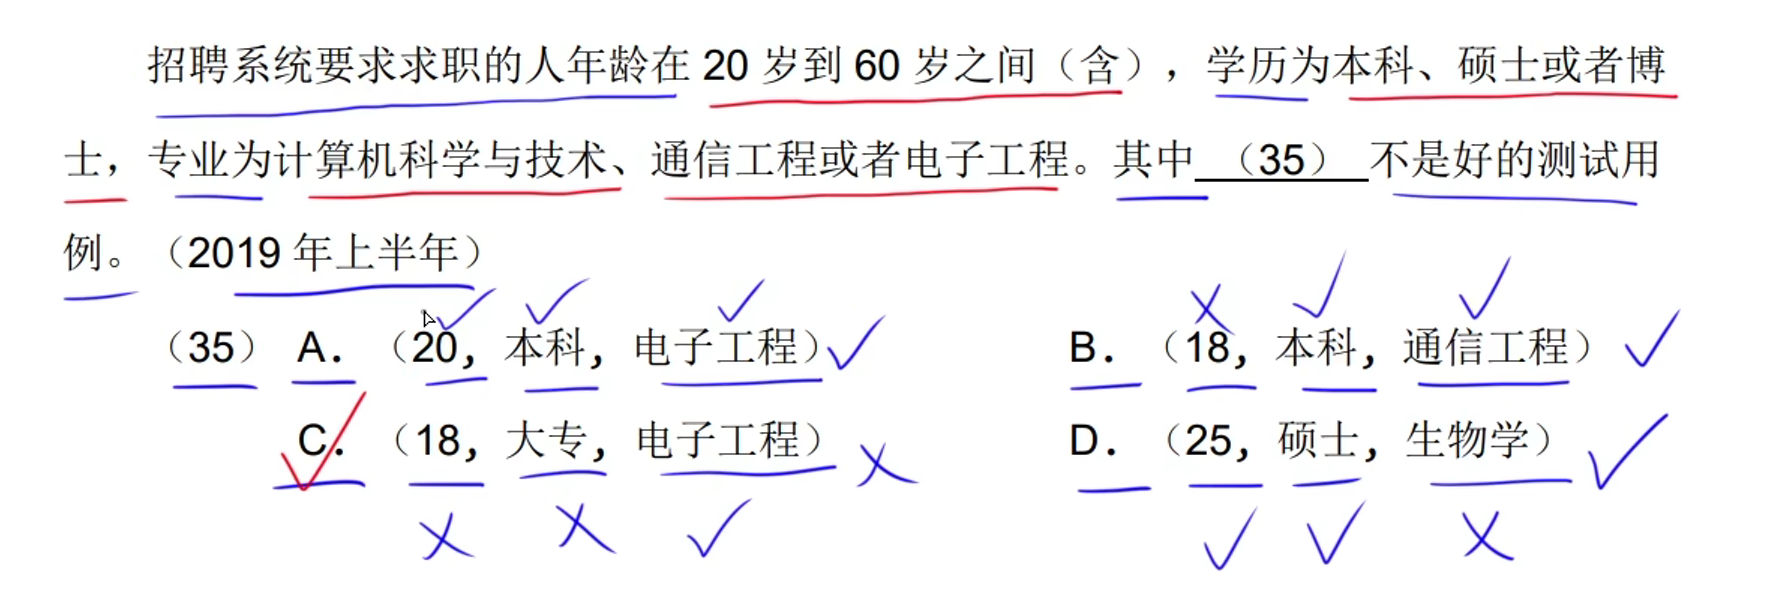 招聘系统要求求职的人年龄在 20 岁到 60 岁之间（含），学历为本科、硕士或者博
士，专业为计算机科学与技术、通信工程或者电子工程。其中 （35） 不是好的测试用
例。（2019 年上半年）
（35） A. （20，本科，电子工程） B. （18，本科，通信工程）
C. （18，大专，电子工程） D. （25，硕士，生物学）